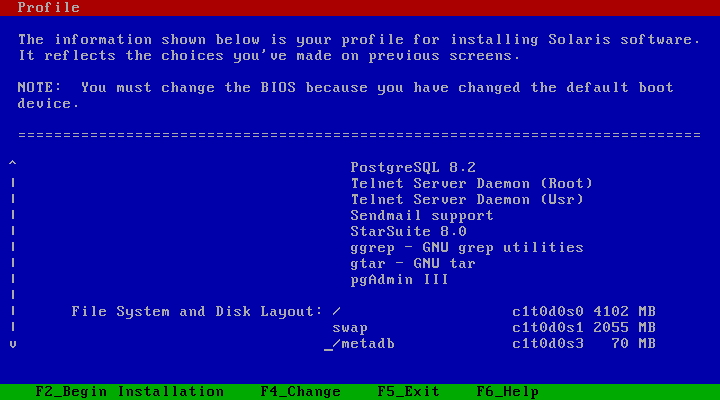 Profile
The information shown below is your profile for installing Solaris software.
It reflects the choices you've made on previous screens.
NOTE:  You must change the BIOS because you have changed the default boot
device.
============================================================================
^
PostgreSQL 8.2
Telnet Server Daemon (Root)
Telnet Server Daemon (Usr)
Sendmail support
StarSuite 8.0
ggrep - GNU grep utilities
gtar - GNU tar
pgAdmin III
File System and Disk Layout: / c1t0d0s0 4102 MB
swap c1t0d0s1 2055 MB
v _/metadb c1t0d0s3 70 MB
F2_Begin Installation F4_Change F5_Exit F6_Help